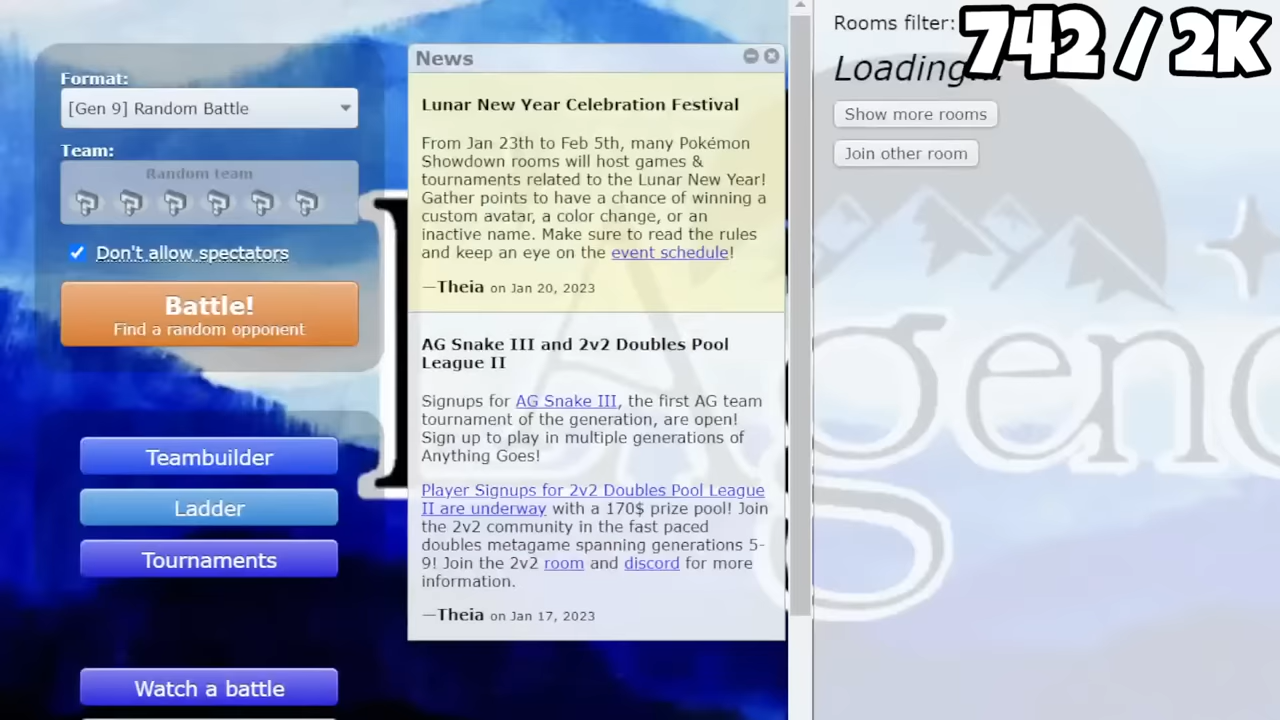 Format:
[Gen 9] Random Battle
Team:
Random team
Don't allow spectators
Battle!
Find a random opponent
Teambuilder
Ladder
Tournaments
Watch a battle
News
Lunar New Year Celebration Festival
From Jan 23th to Feb 5th, many Pokémon
Showdown rooms will host games &
tournaments related to the Lunar New Year!
Gather points to have a chance of winning a
custom avatar, a color change, or an
inactive name. Make sure to read the rules
and keep an eye on the event schedule!
—Theia on Jan 20, 2023
AG Snake III and 2v2 Doubles Pool
League II
Signups for AG Snake III, the first AG team
tournament of the generation, are open!
Sign up to play in multiple generations of
Anything Goes!
Player Signups for 2v2 Doubles Pool League
II are underway with a 170$ prize pool! Join
the 2v2 community in the fast paced
doubles metagame spanning generations 5-
9! Join the 2v2 room and discord for more
information.
—Theia on Jan 17, 2023
Rooms filter:
742 / 2K
Loading...
Show more rooms
Join other room